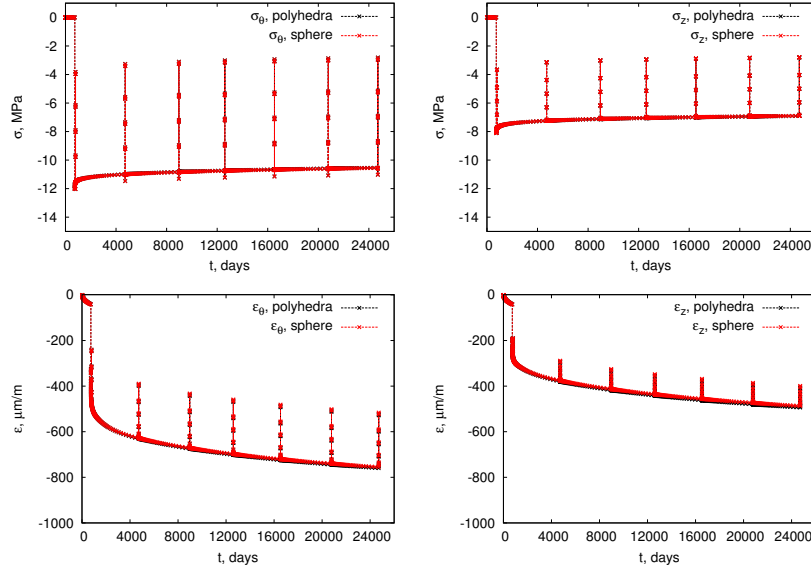 σθ, polyhedra
σθ, sphere
σ, MPa
0
-2
-4
-6
-8
-10
-12
-14
0 4000 8000 12000 16000 20000 24000
t, days
σz, polyhedra
σz, sphere
σ, MPa
0
-2
-4
-6
-8
-10
-12
-14
0 4000 8000 12000 16000 20000 24000
t, days
εθ, polyhedra
εθ, sphere
ε, μm/m
0
-200
-400
-600
-800
-1000
0 4000 8000 12000 16000 20000 24000
t, days
εz, polyhedra
εz, sphere
ε, μm/m
0
-200
-400
-600
-800
-1000
0 4000 8000 12000 16000 20000 24000
t, days